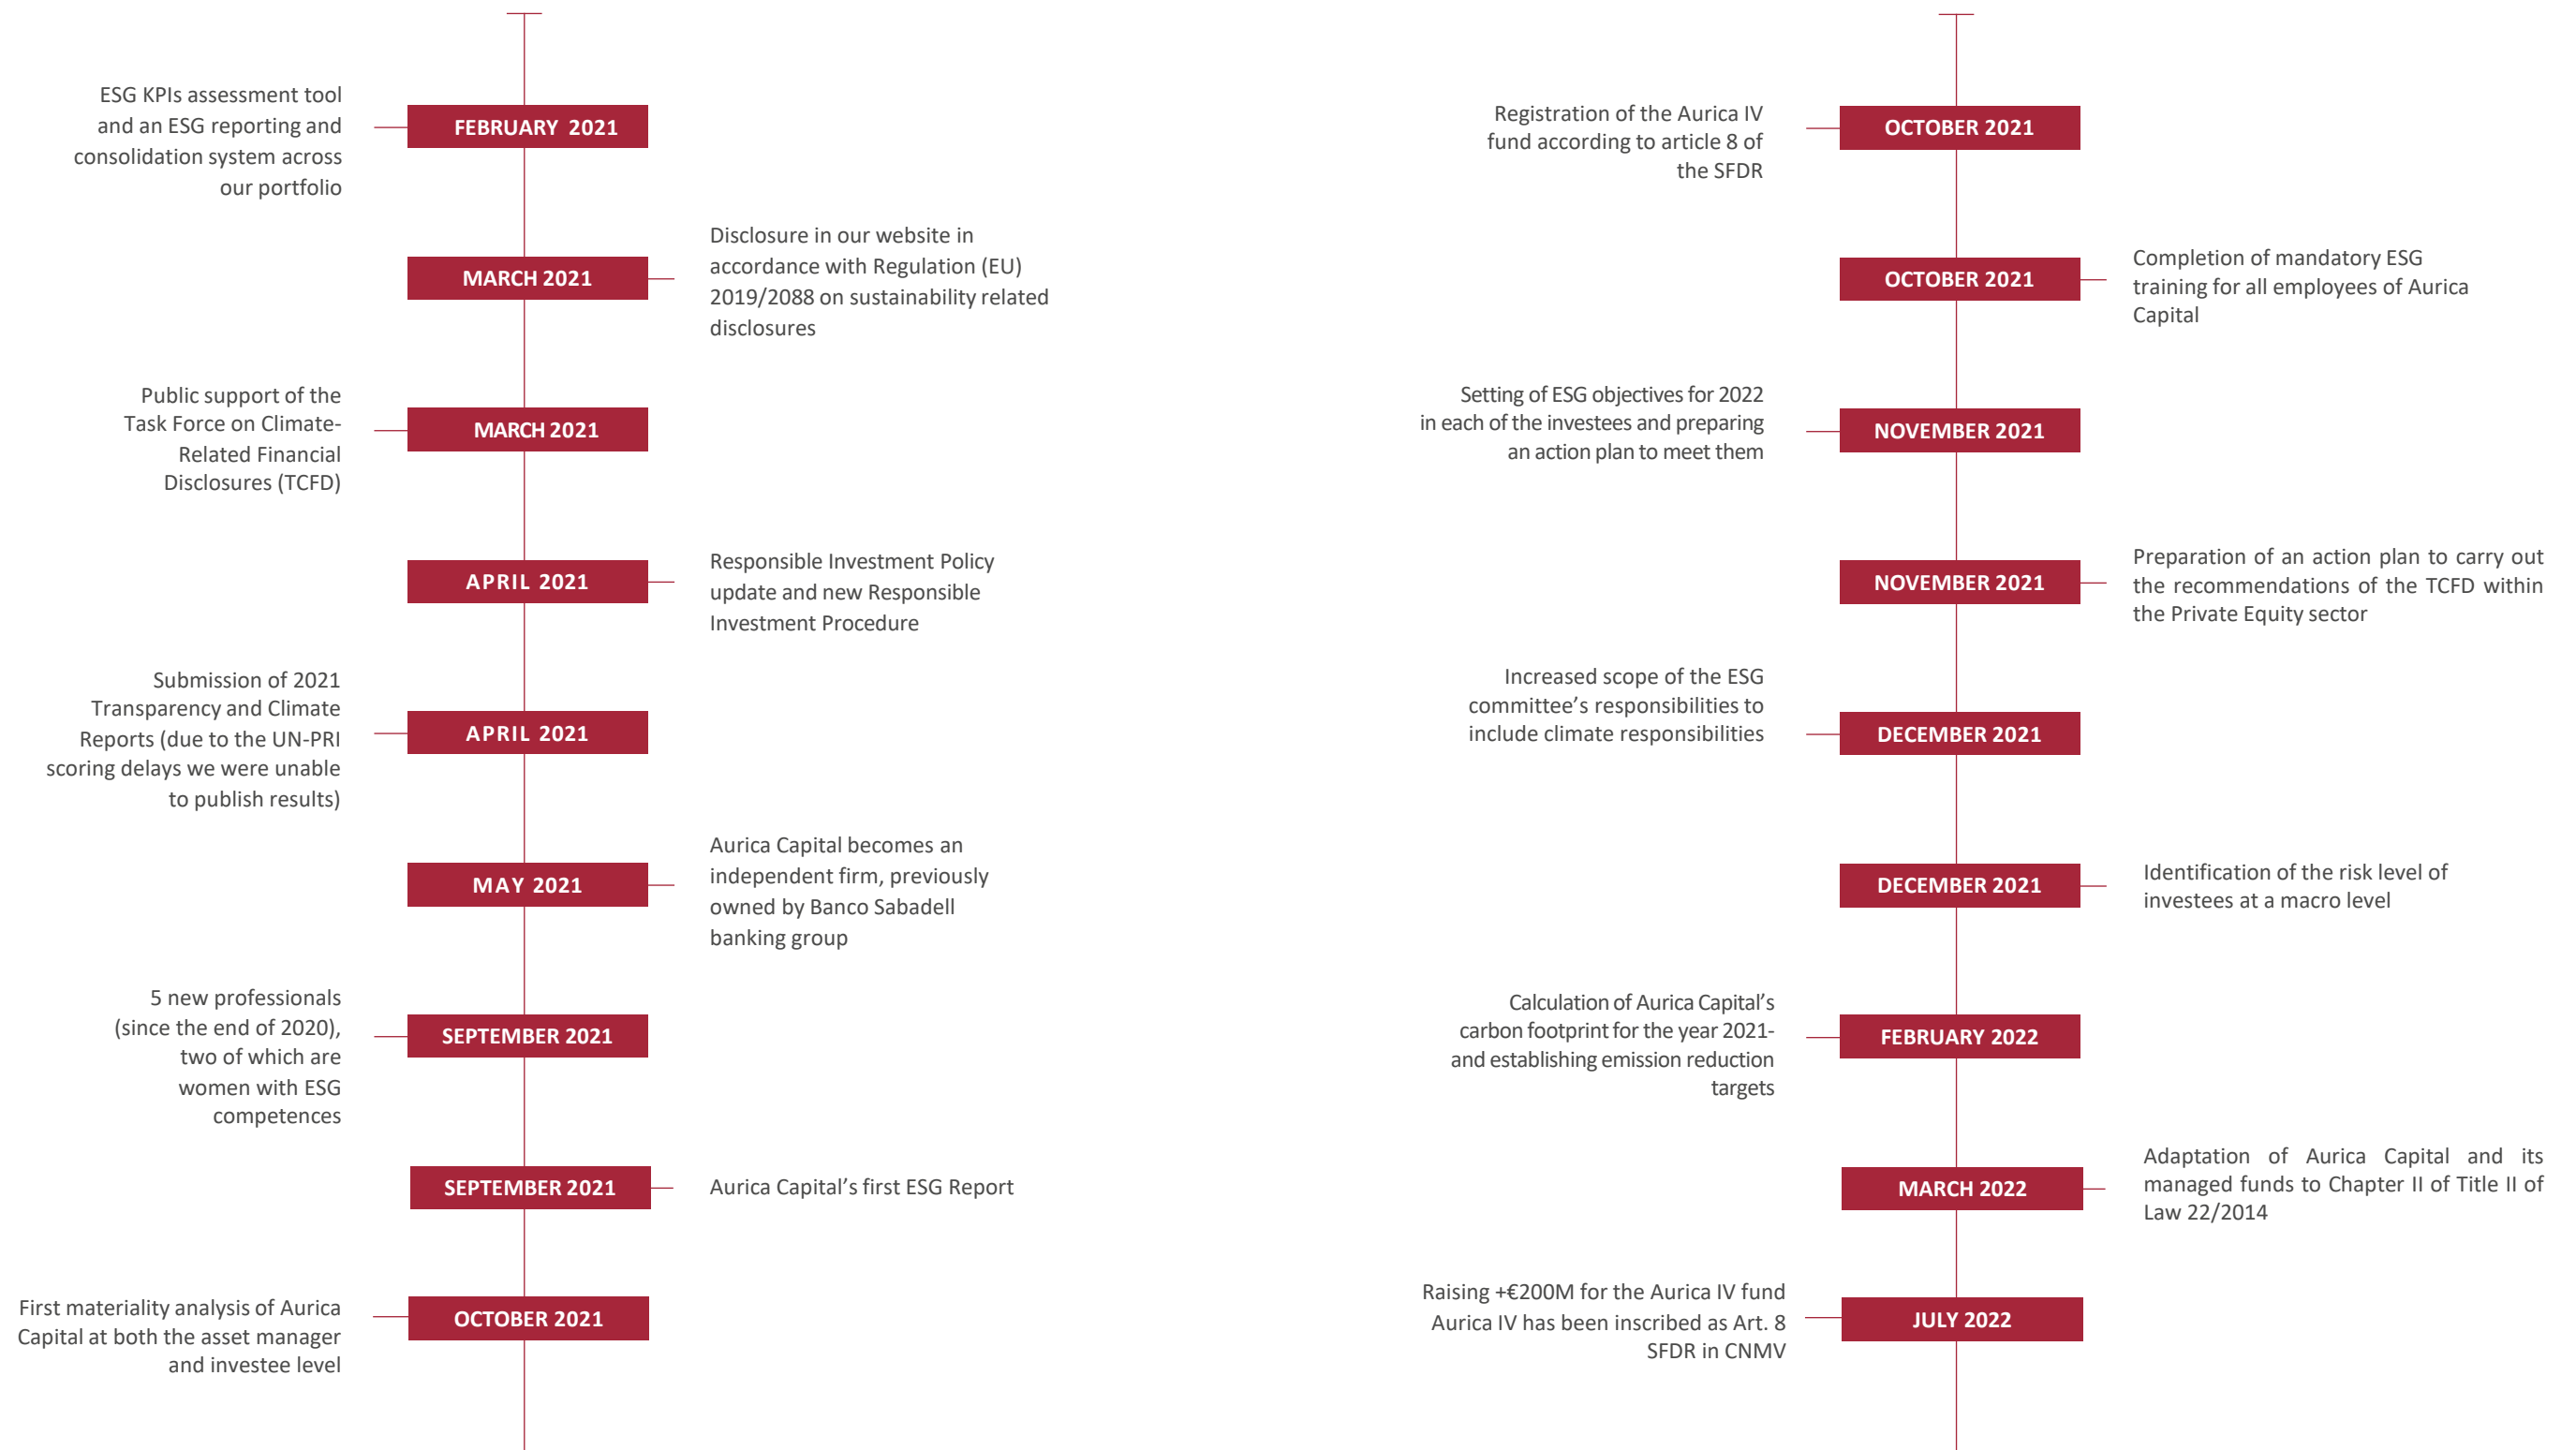 ESG KPIs assessment tool
and an ESG reporting and
consolidation system across
our portfolio
FEBRUARY 2021
MARCH 2021
Disclosure in our website in
accordance with Regulation (EU)
2019/2088 on sustainability related
disclosures
Public support of the
Task Force on Climate-
Related Financial
Disclosures (TCFD)
MARCH 2021
APRIL 2021
Responsible Investment Policy
update and new Responsible
Investment Procedure
Submission of 2021
Transparency and Climate
Reports (due to the UN-PRI
scoring delays we were unable
to publish results)
APRIL 2021
MAY 2021
Aurica Capital becomes an
independent firm, previously
owned by Banco Sabadell
banking group
5 new professionals
(since the end of 2020),
two of which are
women with ESG
competences
SEPTEMBER 2021
SEPTEMBER 2021
Aurica Capital’s first ESG Report
First materiality analysis of Aurica
Capital at both the asset manager
and investee level
OCTOBER 2021
Registration of the Aurica IV
fund according to article 8 of
the SFDR
OCTOBER 2021
OCTOBER 2021
Completion of mandatory ESG
training for all employees of Aurica
Capital
Setting of ESG objectives for 2022
in each of the investees and preparing
an action plan to meet them
NOVEMBER 2021
NOVEMBER 2021
Preparation of an action plan to carry out
the recommendations of the TCFD within
the Private Equity sector
Increased scope of the ESG
committee’s responsibilities to
include climate responsibilities
DECEMBER 2021
DECEMBER 2021
Identification of the risk level of
investees at a macro level
Calculation of Aurica Capital’s
carbon footprint for the year 2021-
and establishing emission reduction
targets
FEBRUARY 2022
MARCH 2022
Adaptation of Aurica Capital and its
managed funds to Chapter II of Title II of
Law 22/2014
Raising +€200M for the Aurica IV fund
Aurica IV has been inscribed as Art. 8
SFDR in CNMV
JULY 2022